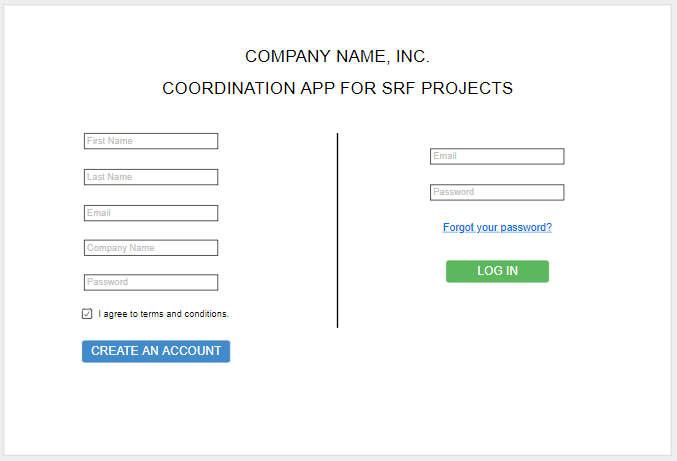 COMPANY NAME, INC.
COORDINATION APP FOR SRF PROJECTS
First Name
Last Name
Email
Company Name
Password
I agree to terms and conditions.
CREATE AN ACCOUNT
Email
Password
Forgot your password?
LOG IN